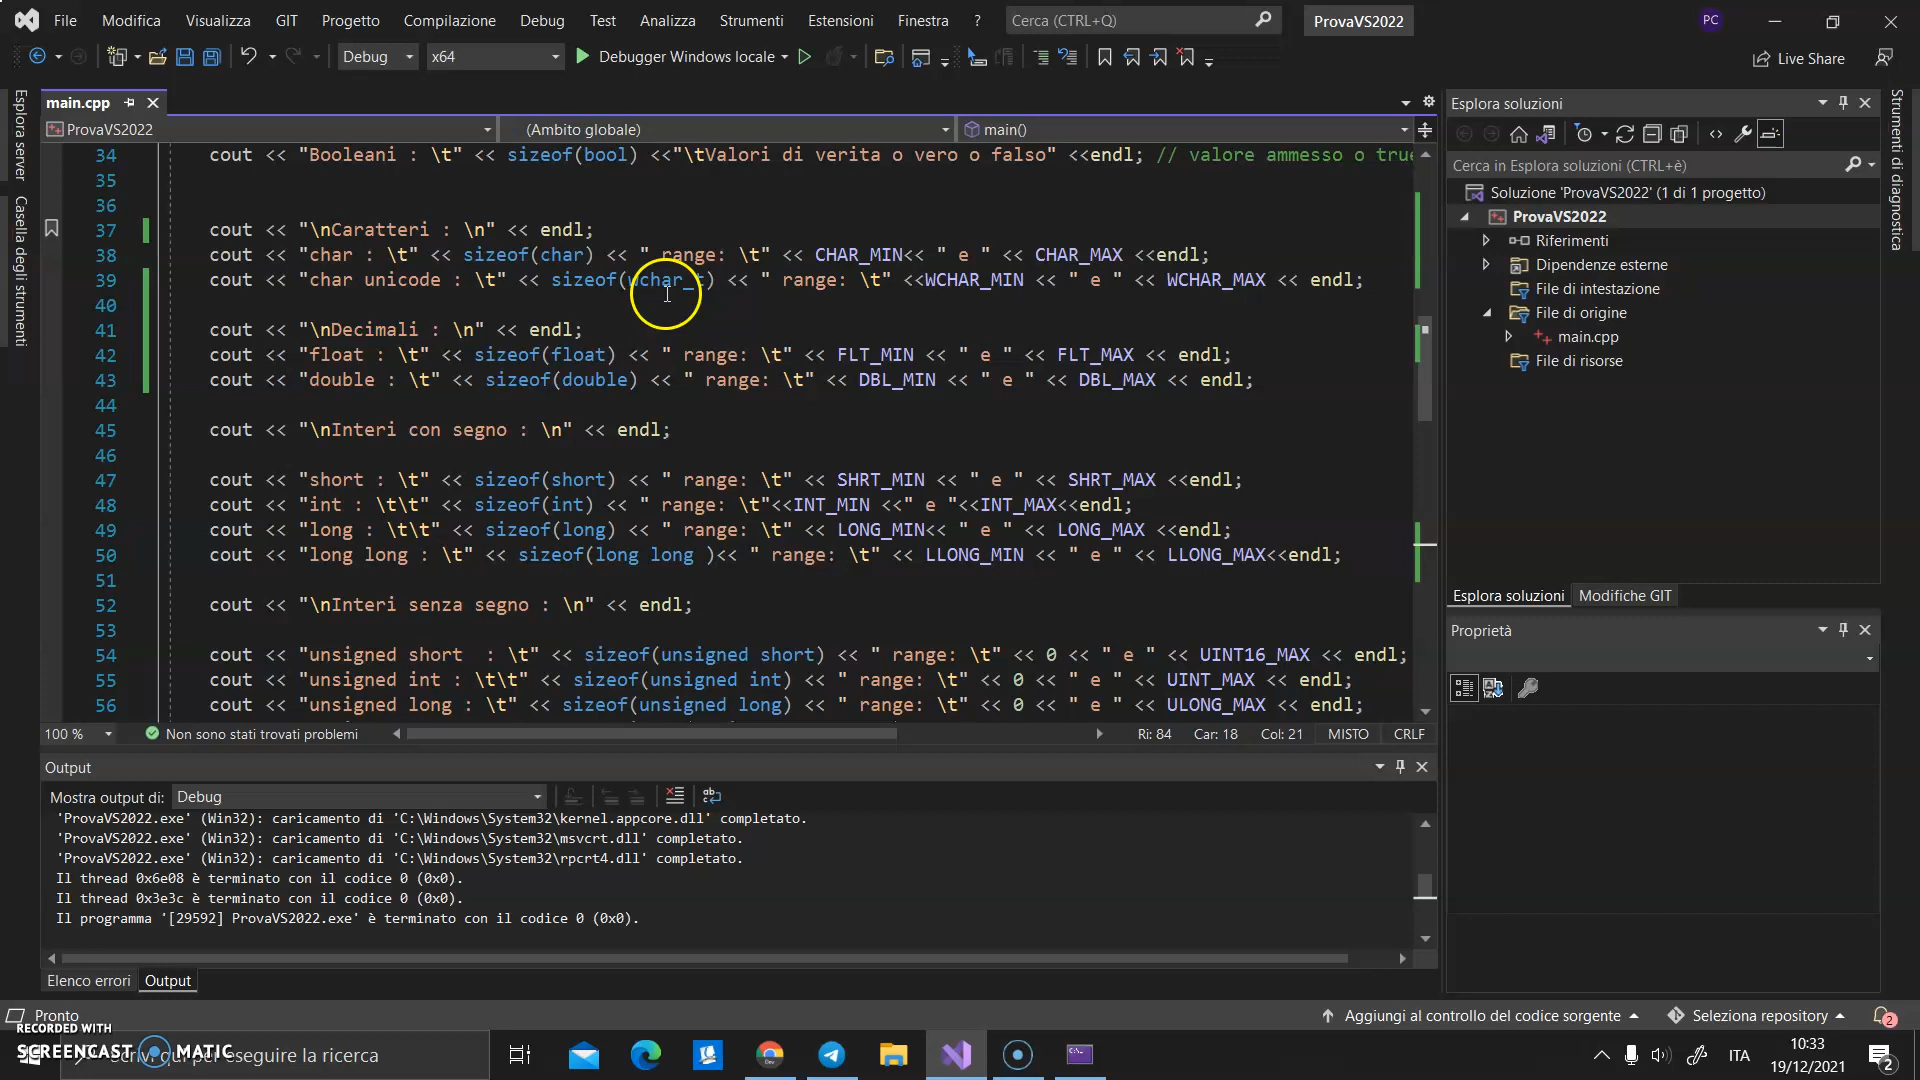 File Modifica Visualizza GIT Progetto Compilazione Debug Test Analizza Strumenti Estensioni Finestra ? Cerca (CTRL+Q) ProvaVS2022 PC
Debug x64 Debugger Windows locale Live Share
Esplora server
Casella degli strumenti
main.cpp
ProvaVS2022 (Ambito globale) main()
34 cout << "Booleani : \t" << sizeof(bool) <<"\tValori di verita o vero o falso" <<endl; // valore ammesso o true
35
36
37 cout << "\nCaratteri : \n" << endl;
38 cout << "char : \t" << sizeof(char) << " range: \t" << CHAR_MIN<< " e " << CHAR_MAX <<endl;
39 cout << "char unicode : \t" << sizeof(wchar_t) << " range: \t" <<WCHAR_MIN << " e " << WCHAR_MAX << endl;
40
41 cout << "\nDecimali : \n" << endl;
42 cout << "float : \t" << sizeof(float) << " range: \t" << FLT_MIN << " e " << FLT_MAX << endl;
43 cout << "double : \t" << sizeof(double) << " range: \t" << DBL_MIN << " e " << DBL_MAX << endl;
44
45 cout << "\nInteri con segno : \n" << endl;
46
47 cout << "short : \t" << sizeof(short) << " range: \t" << SHRT_MIN << " e " << SHRT_MAX <<endl;
48 cout << "int : \t\t" << sizeof(int) << " range: \t"<<INT_MIN <<" e "<<INT_MAX<<endl;
49 cout << "long : \t\t" << sizeof(long) << " range: \t" << LONG_MIN<< " e " << LONG_MAX <<endl;
50 cout << "long long : \t" << sizeof(long long )<< " range: \t" << LLONG_MIN << " e " << LLONG_MAX<<endl;
51
52 cout << "\nInteri senza segno : \n" << endl;
53
54 cout << "unsigned short  : \t" << sizeof(unsigned short) << " range: \t" << 0 << " e " << UINT16_MAX << endl;
55 cout << "unsigned int : \t\t" << sizeof(unsigned int) << " range: \t" << 0 << " e " << UINT_MAX << endl;
56 cout << "unsigned long : \t" << sizeof(unsigned long) << " range: \t" << 0 << " e " << ULONG_MAX << endl;
100 % Non sono stati trovati problemi Ri: 84 Car: 18 Col: 21 MISTO CRLF
Output
Mostra output di: Debug
'ProvaVS2022.exe' (Win32): caricamento di 'C:\Windows\System32\kernel.appcore.dll' completato.
'ProvaVS2022.exe' (Win32): caricamento di 'C:\Windows\System32\msvcrt.dll' completato.
'ProvaVS2022.exe' (Win32): caricamento di 'C:\Windows\System32\rpcrt4.dll' completato.
Il thread 0x6e08 è terminato con il codice 0 (0x0).
Il thread 0x3e3c è terminato con il codice 0 (0x0).
Il programma '[29592] ProvaVS2022.exe' è terminato con il codice 0 (0x0).
Elenco errori Output
Esplora soluzioni
Cerca in Esplora soluzioni (CTRL+è)
Soluzione 'ProvaVS2022' (1 di 1 progetto)
ProvaVS2022
Riferimenti
Dipendenze esterne
File di intestazione
File di origine
main.cpp
File di risorse
Esplora soluzioni Modifiche GIT
Proprietà
Strumenti di diagnostica
Pronto Aggiungi al controllo del codice sorgente Seleziona repository 2
RECORDED WITH
SCREENCAST MATIC
Scrivi qui per eseguire la ricerca
Dev
ITA
10:33
19/12/2021
2